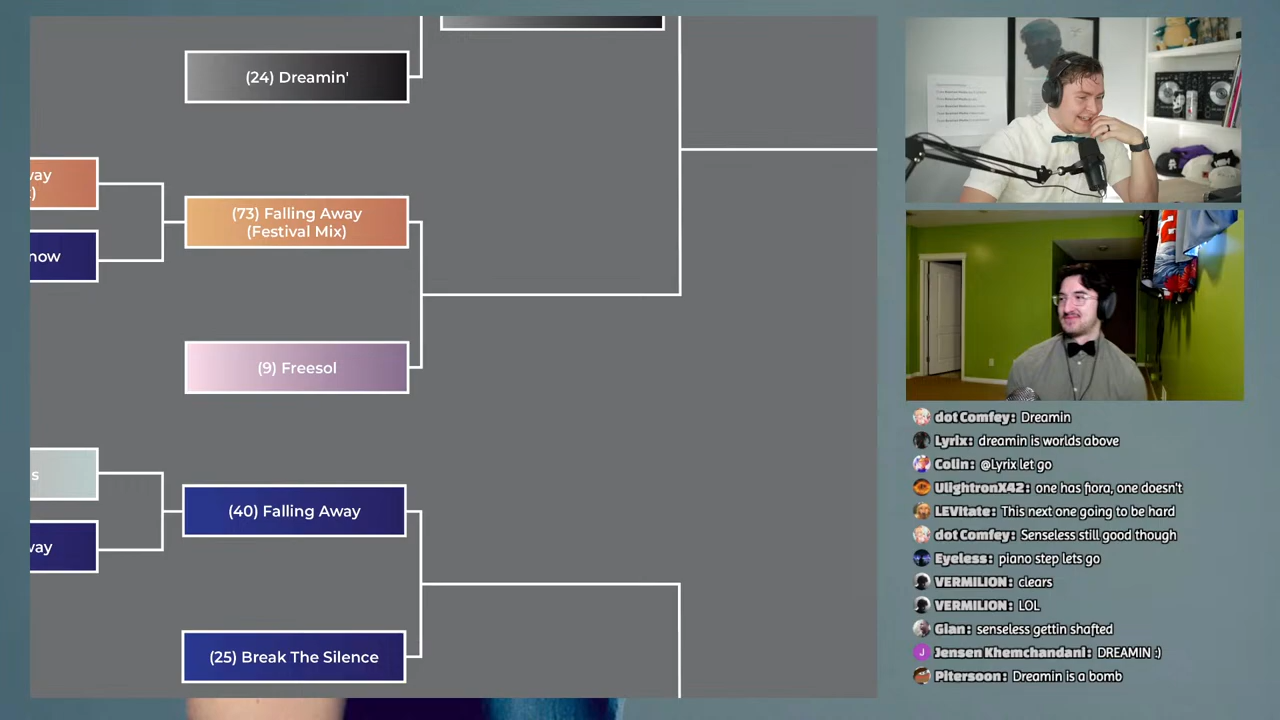 (24) Dreamin'
(73) Falling Away
(Festival Mix)
(9) Freesol
(40) Falling Away
(25) Break The Silence
dot Comfey: Dreamin
Lyrix: dreamin is worlds above
Colin: @Lyrix let go
UlightronX42: one has fiora, one doesn't
LEVitate: This next one going to be hard
dot Comfey: Senseless still good though
Eyeless: piano step lets go
VERMILION: clears
VERMILION: LOL
Gian: senseless gettin shafted
J
Jensen Khemchandani: DREAMIN :)
Pitersoon: Dreamin is a bomb